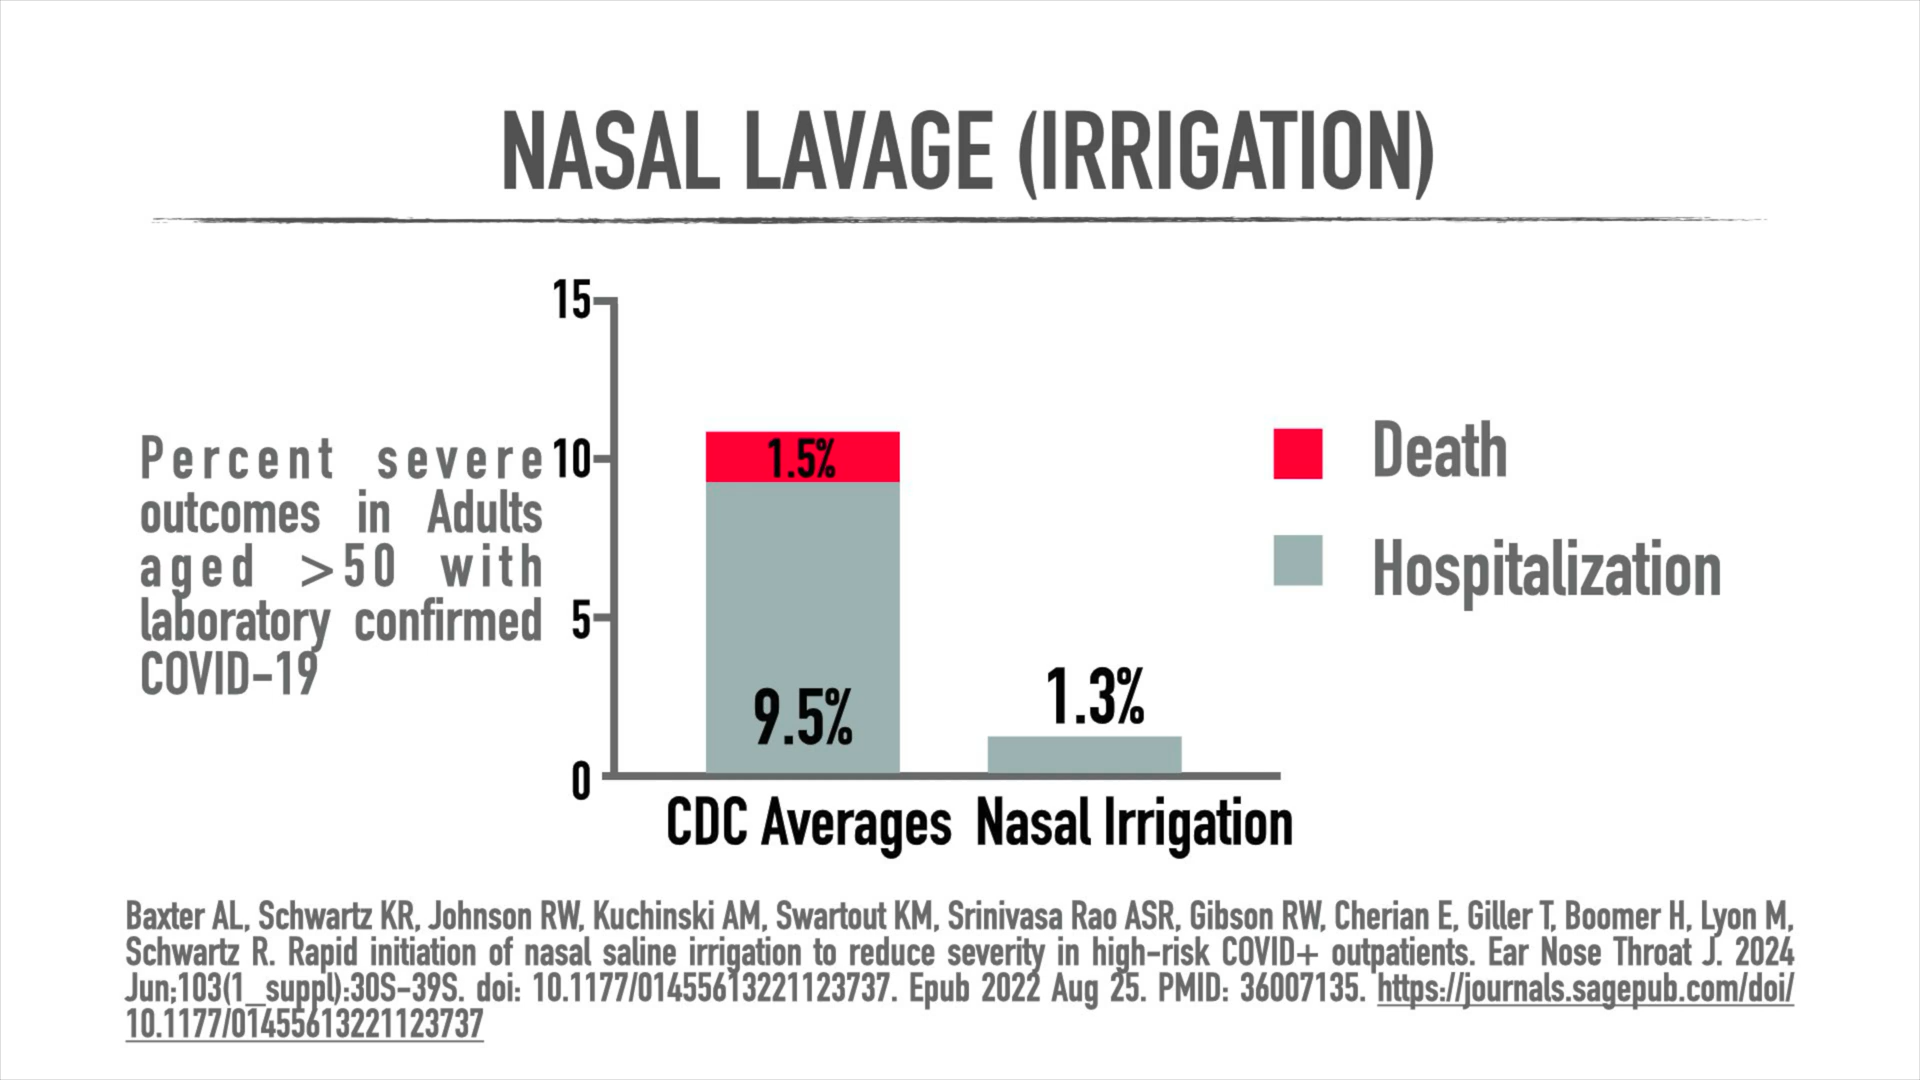 NASAL LAVAGE (IRRIGATION)
15
10
5
0
Percent severe
outcomes in Adults
aged >50 with
laboratory confirmed
COVID-19
1.5%
9.5%
1.3%
CDC Averages
Nasal Irrigation
Death
Hospitalization
Baxter AL, Schwartz KR, Johnson RW, Kuchinski AM, Swartout KM, Srinivasa Rao ASR, Gibson RW, Cherian E, Giller T, Boomer H, Lyon M,
Schwartz R. Rapid initiation of nasal saline irrigation to reduce severity in high-risk COVID+ outpatients. Ear Nose Throat J. 2024
Jun;103(1_suppl):30S-39S. doi: 10.1177/01455613221123737. Epub 2022 Aug 25. PMID: 36007135. https://journals.sagepub.com/doi/
10.1177/01455613221123737